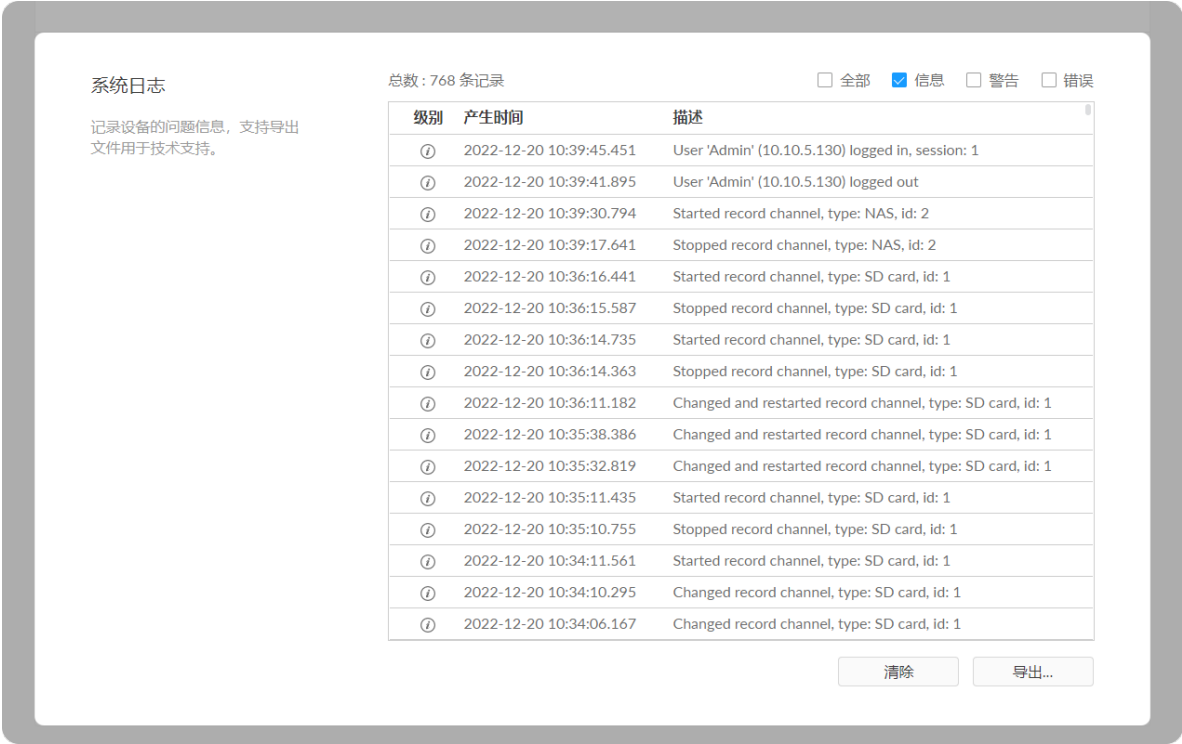 系统日志
记录设备的问题信息，支持导出
文件用于技术支持。
总数 : 768 条记录
全部 信息 警告 错误
级别 产生时间 描述
2022-12-20 10:39:45.451 User 'Admin' (10.10.5.130) logged in, session: 1
2022-12-20 10:39:41.895 User 'Admin' (10.10.5.130) logged out
2022-12-20 10:39:30.794 Started record channel, type: NAS, id: 2
2022-12-20 10:39:17.641 Stopped record channel, type: NAS, id: 2
2022-12-20 10:36:16.441 Started record channel, type: SD card, id: 1
2022-12-20 10:36:15.587 Stopped record channel, type: SD card, id: 1
2022-12-20 10:36:14.735 Started record channel, type: SD card, id: 1
2022-12-20 10:36:14.363 Stopped record channel, type: SD card, id: 1
2022-12-20 10:36:11.182 Changed and restarted record channel, type: SD card, id: 1
2022-12-20 10:35:38.386 Changed and restarted record channel, type: SD card, id: 1
2022-12-20 10:35:32.819 Changed and restarted record channel, type: SD card, id: 1
2022-12-20 10:35:11.435 Started record channel, type: SD card, id: 1
2022-12-20 10:35:10.755 Stopped record channel, type: SD card, id: 1
2022-12-20 10:34:11.561 Started record channel, type: SD card, id: 1
2022-12-20 10:34:10.295 Changed record channel, type: SD card, id: 1
2022-12-20 10:34:06.167 Changed record channel, type: SD card, id: 1
清除 导出...